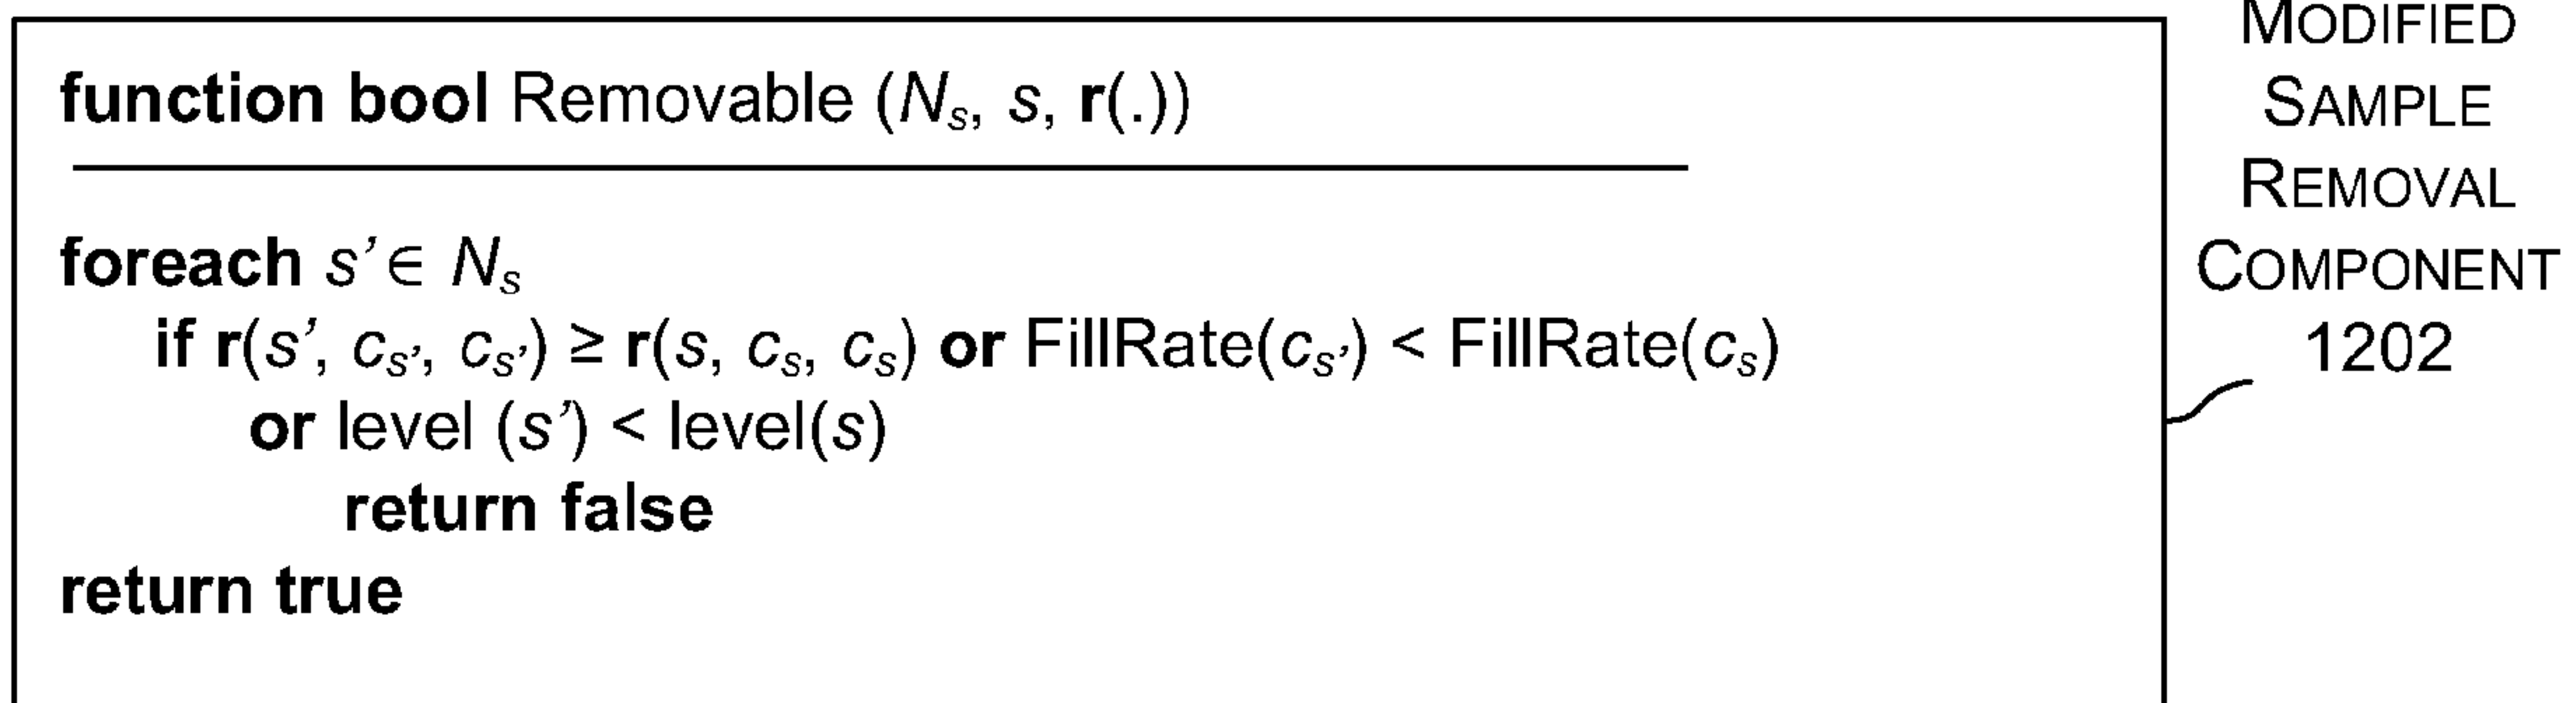 function bool Removable (Ns, s, r(.))
foreach s’∈ Ns
if r(s’, cs’, cs’) ≥ r(s, cs, cs) or FillRate(cs’) < FillRate(cs)
or level (s’) < level(s)
return false
return true
MODIFIED
SAMPLE
REMOVAL
COMPONENT
1202